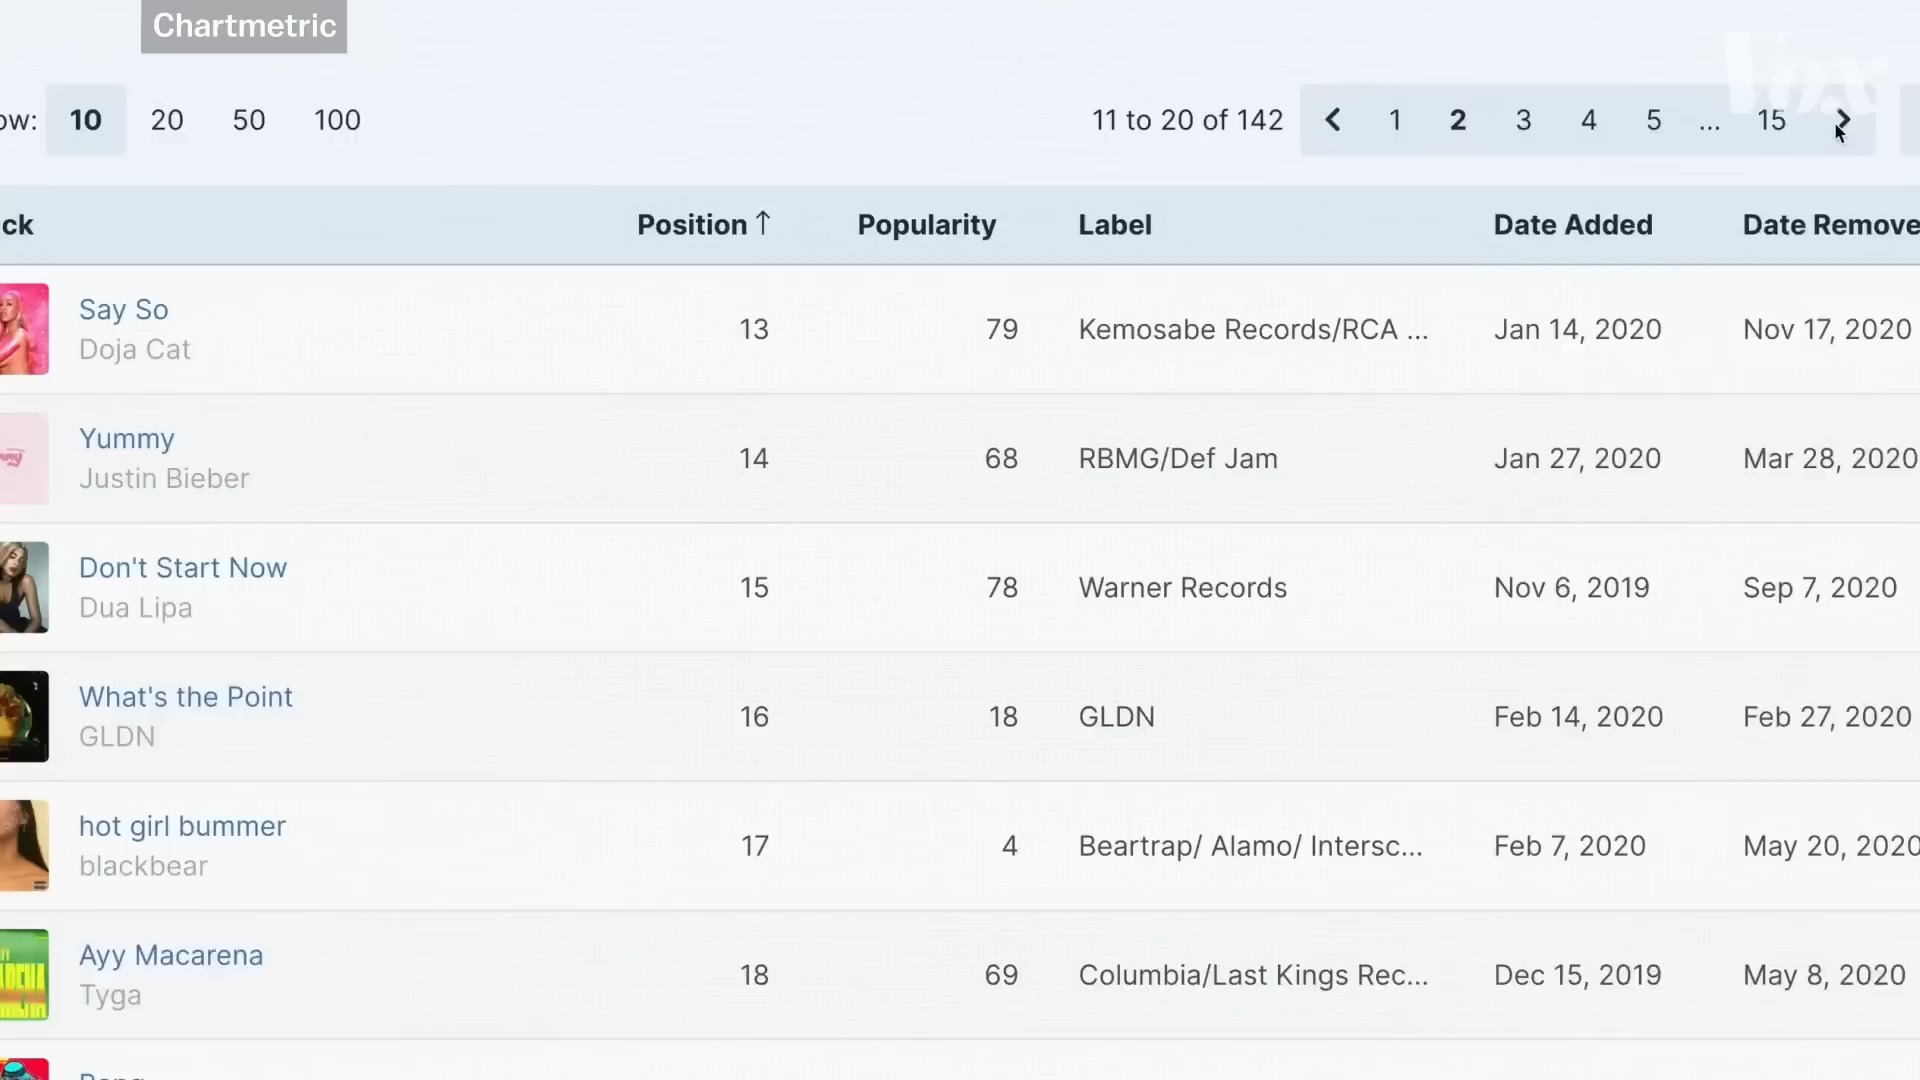 Chartmetric
Vox
ow: 10 20 50 100 11 to 20 of 142 1 2 3 4 5 ... 15
ck Position ↑ Popularity Label Date Added Date Remove
Say So
Doja Cat
13 79 Kemosabe Records/RCA ... Jan 14, 2020 Nov 17, 2020
Yummy
Justin Bieber
14 68 RBMG/Def Jam Jan 27, 2020 Mar 28, 2020
Don't Start Now
Dua Lipa
15 78 Warner Records Nov 6, 2019 Sep 7, 2020
What's the Point
GLDN
16 18 GLDN Feb 14, 2020 Feb 27, 2020
hot girl bummer
blackbear
17 4 Beartrap/ Alamo/ Intersc... Feb 7, 2020 May 20, 2020
Ayy Macarena
Tyga
18 69 Columbia/Last Kings Rec... Dec 15, 2019 May 8, 2020